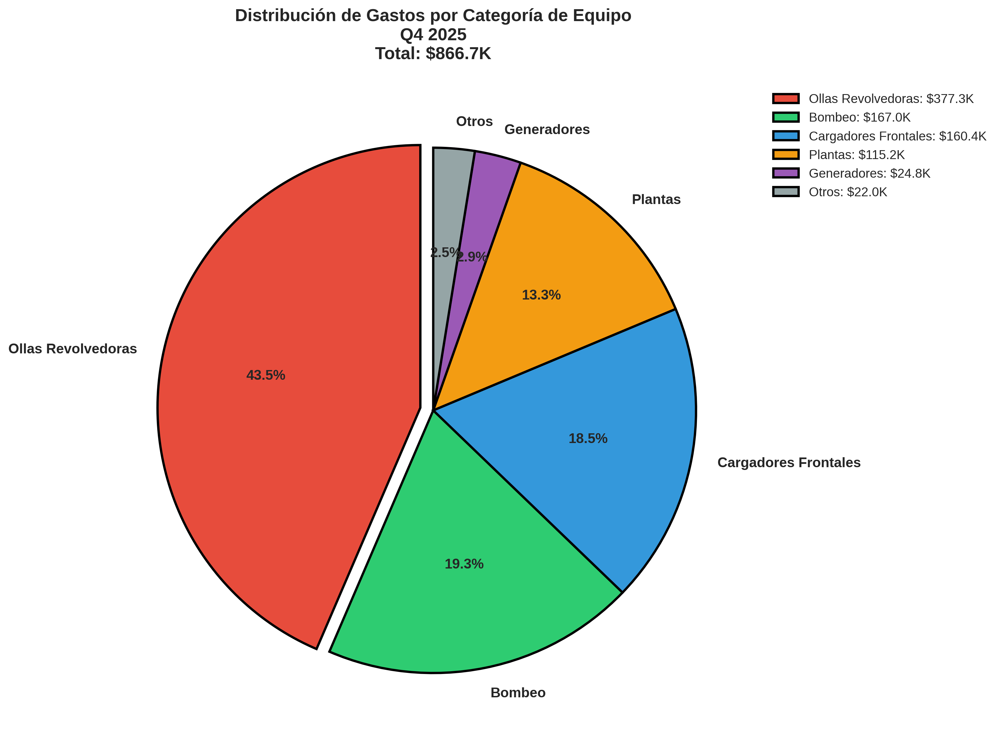 Distribución de Gastos por Categoría de Equipo
Q4 2025
Total: $866.7K
Ollas Revolvedoras: $377.3K
Bombeo: $167.0K
Cargadores Frontales: $160.4K
Plantas: $115.2K
Generadores: $24.8K
Otros: $22.0K
Otros
Generadores
Plantas
2.5%
2.9%
13.3%
Ollas Revolvedoras
43.5%
18.5%
Cargadores Frontales
19.3%
Bombeo